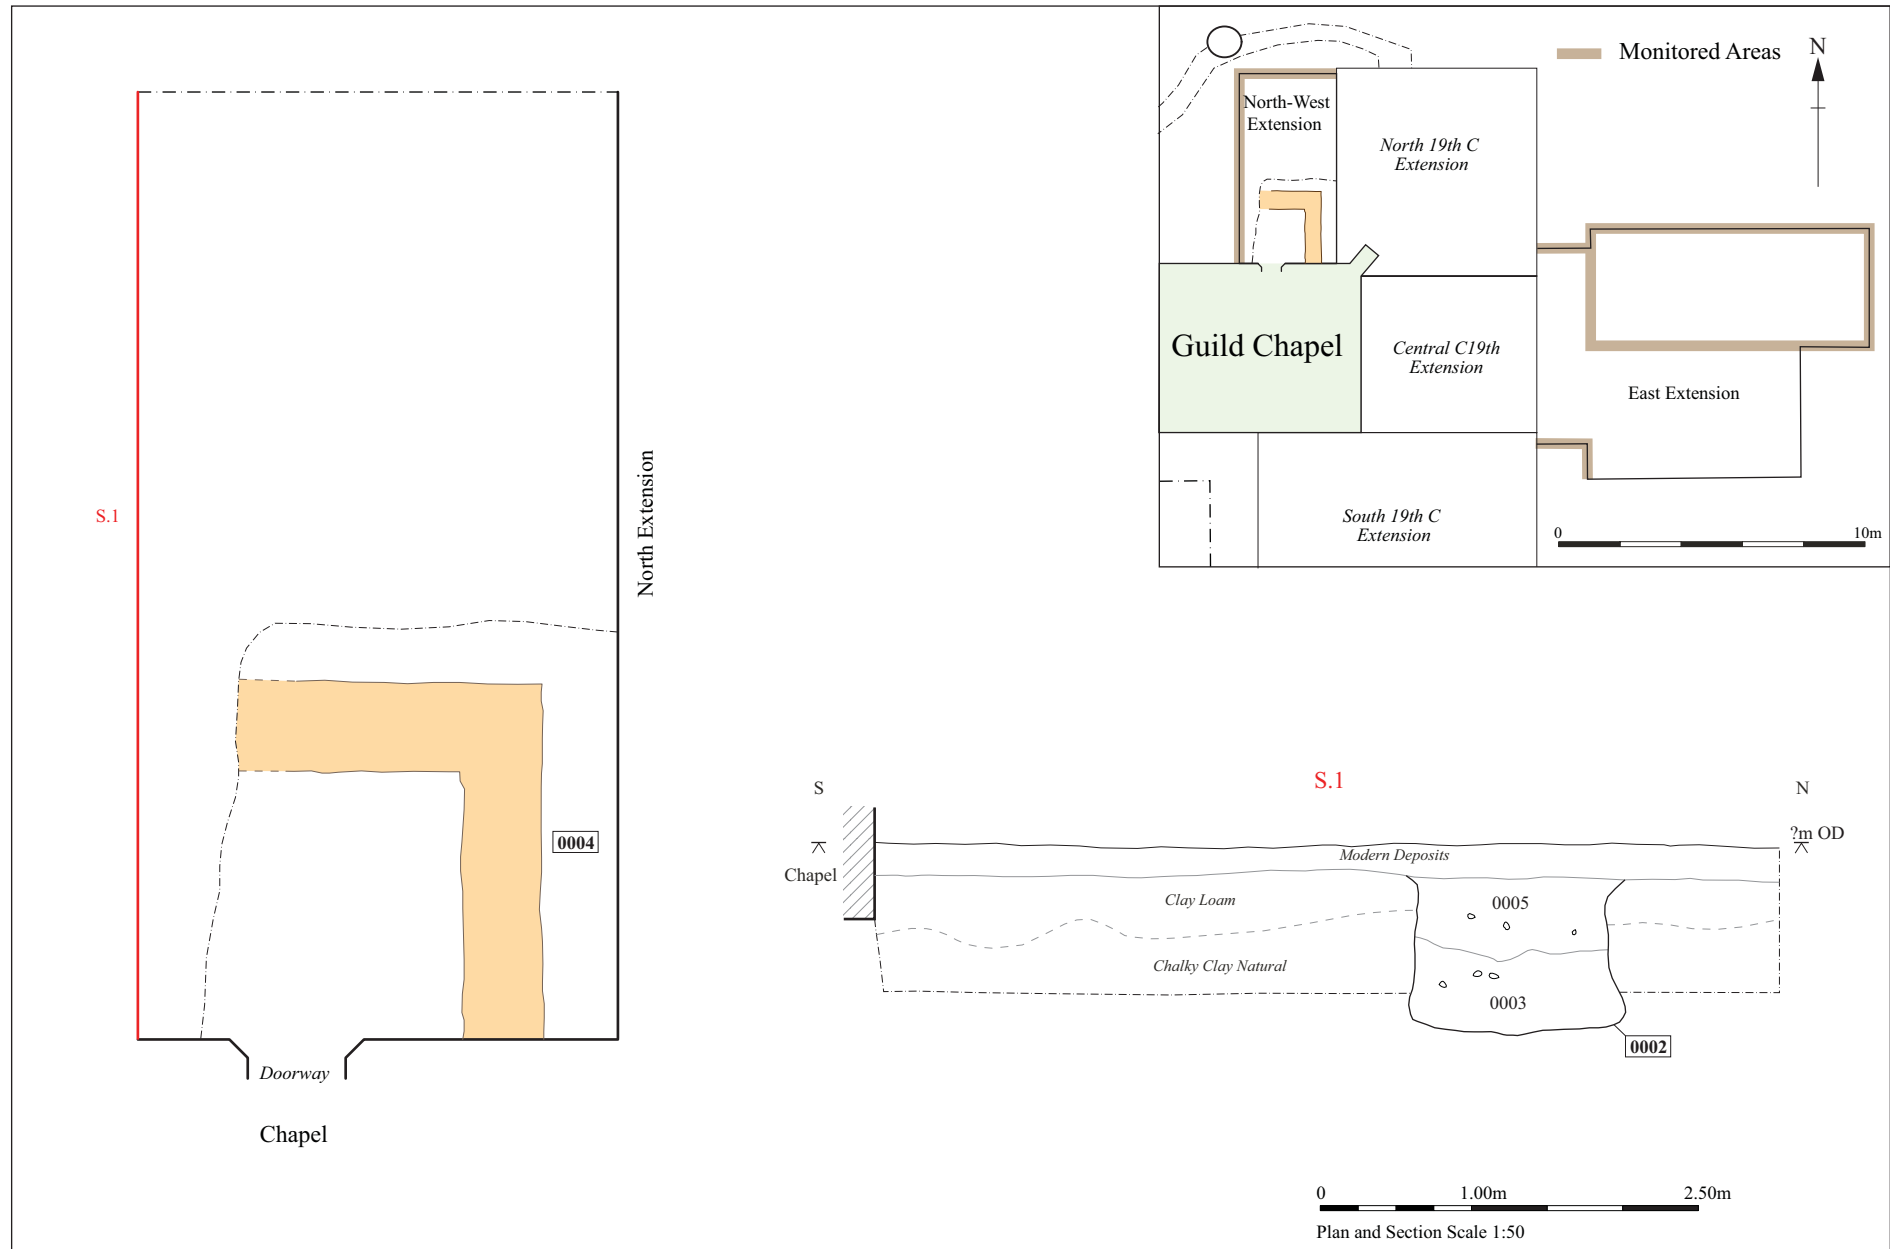 S.1
North Extension
0004
Doorway
Chapel
Monitored Areas
N
North-West
Extension
North 19th C
Extension
Guild Chapel
Central C19th
Extension
East Extension
South 19th C
Extension
0
10m
S.1
S
N
?m OD
Chapel
Modern Deposits
Clay Loam
0005
Chalky Clay Natural
0003
0002
0
1.00m
2.50m
Plan and Section Scale 1:50